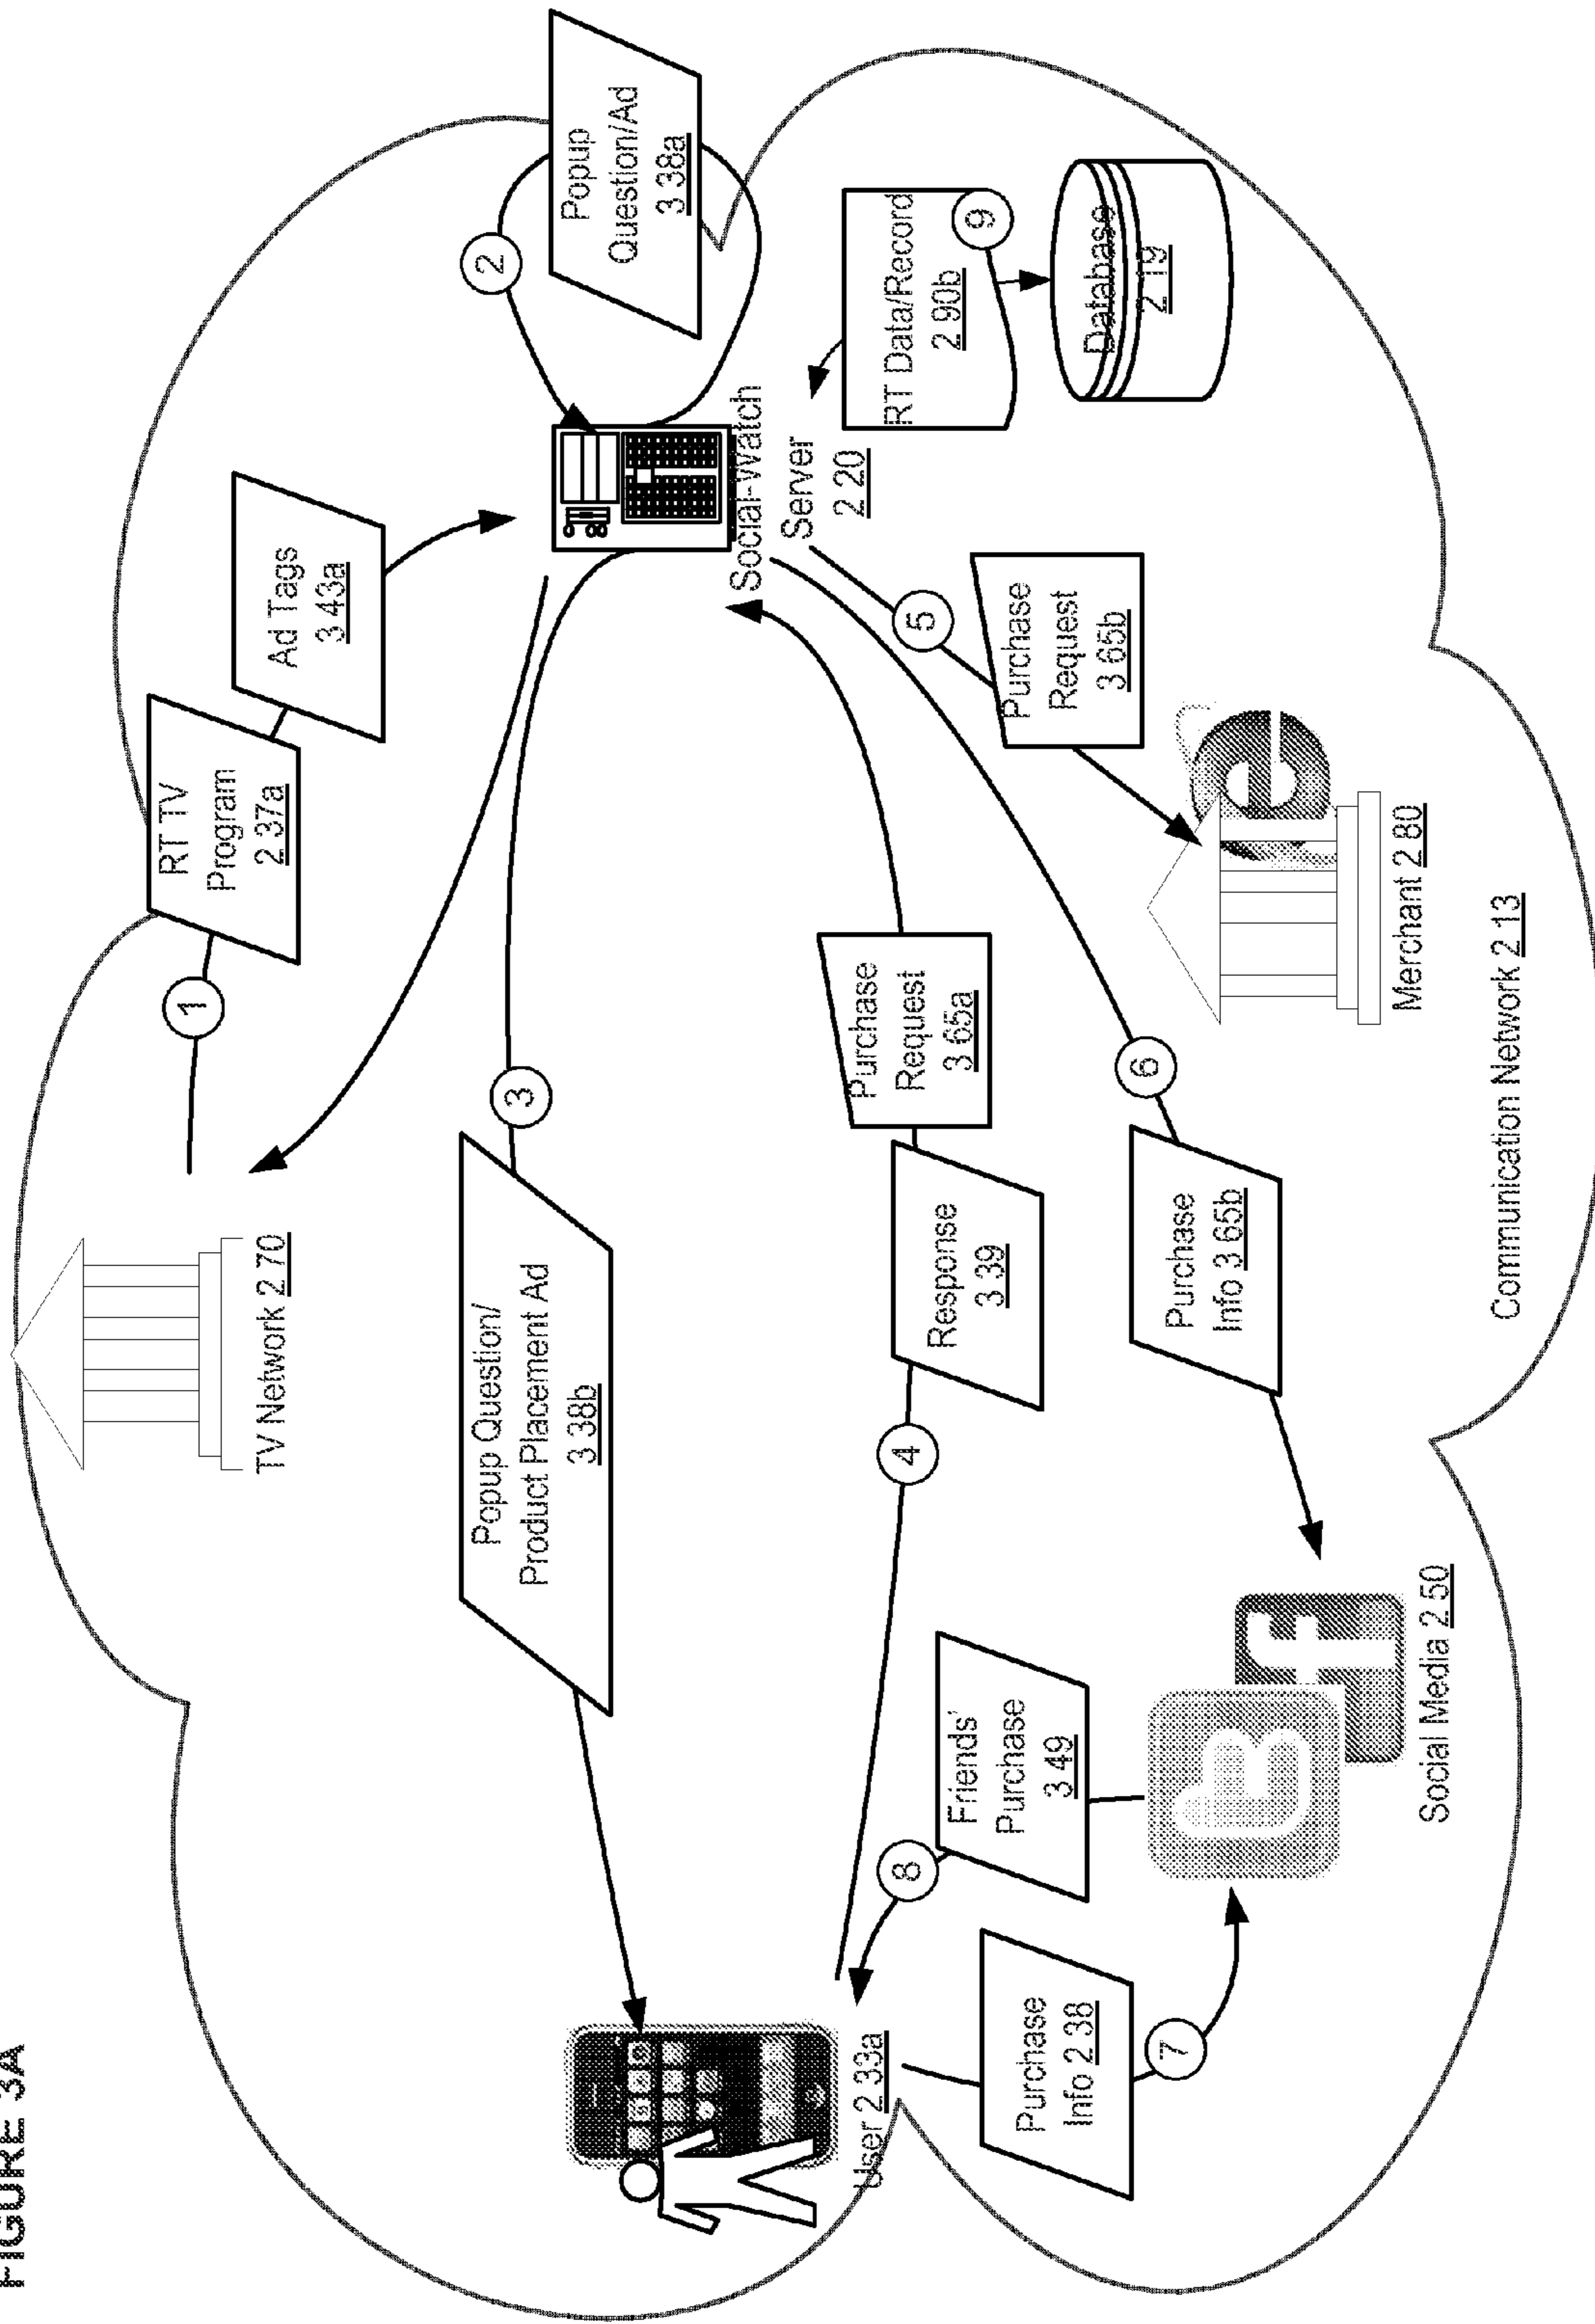 FIGURE 3A
TV Network 2 70
1
RT TV
Program
2 37a
Ad Tags
3 43a
2
Popup
Question/Ad
3 38a
Popup Question/
Product Placement Ad
3 38b
3
Social-Watch
Server
2 20
RT Data/Record
2 90b
9
Database
2 19
User 2 33a
4
Response
3 39
Purchase
Request
3 65a
5
Purchase
Request
3 65b
8
Friends'
Purchase
3 49
Purchase
Info 3 65b
6
e
Merchant 2 80
Purchase
Info 2 38
7
f
Social Media 2 50
Communication Network 2 13